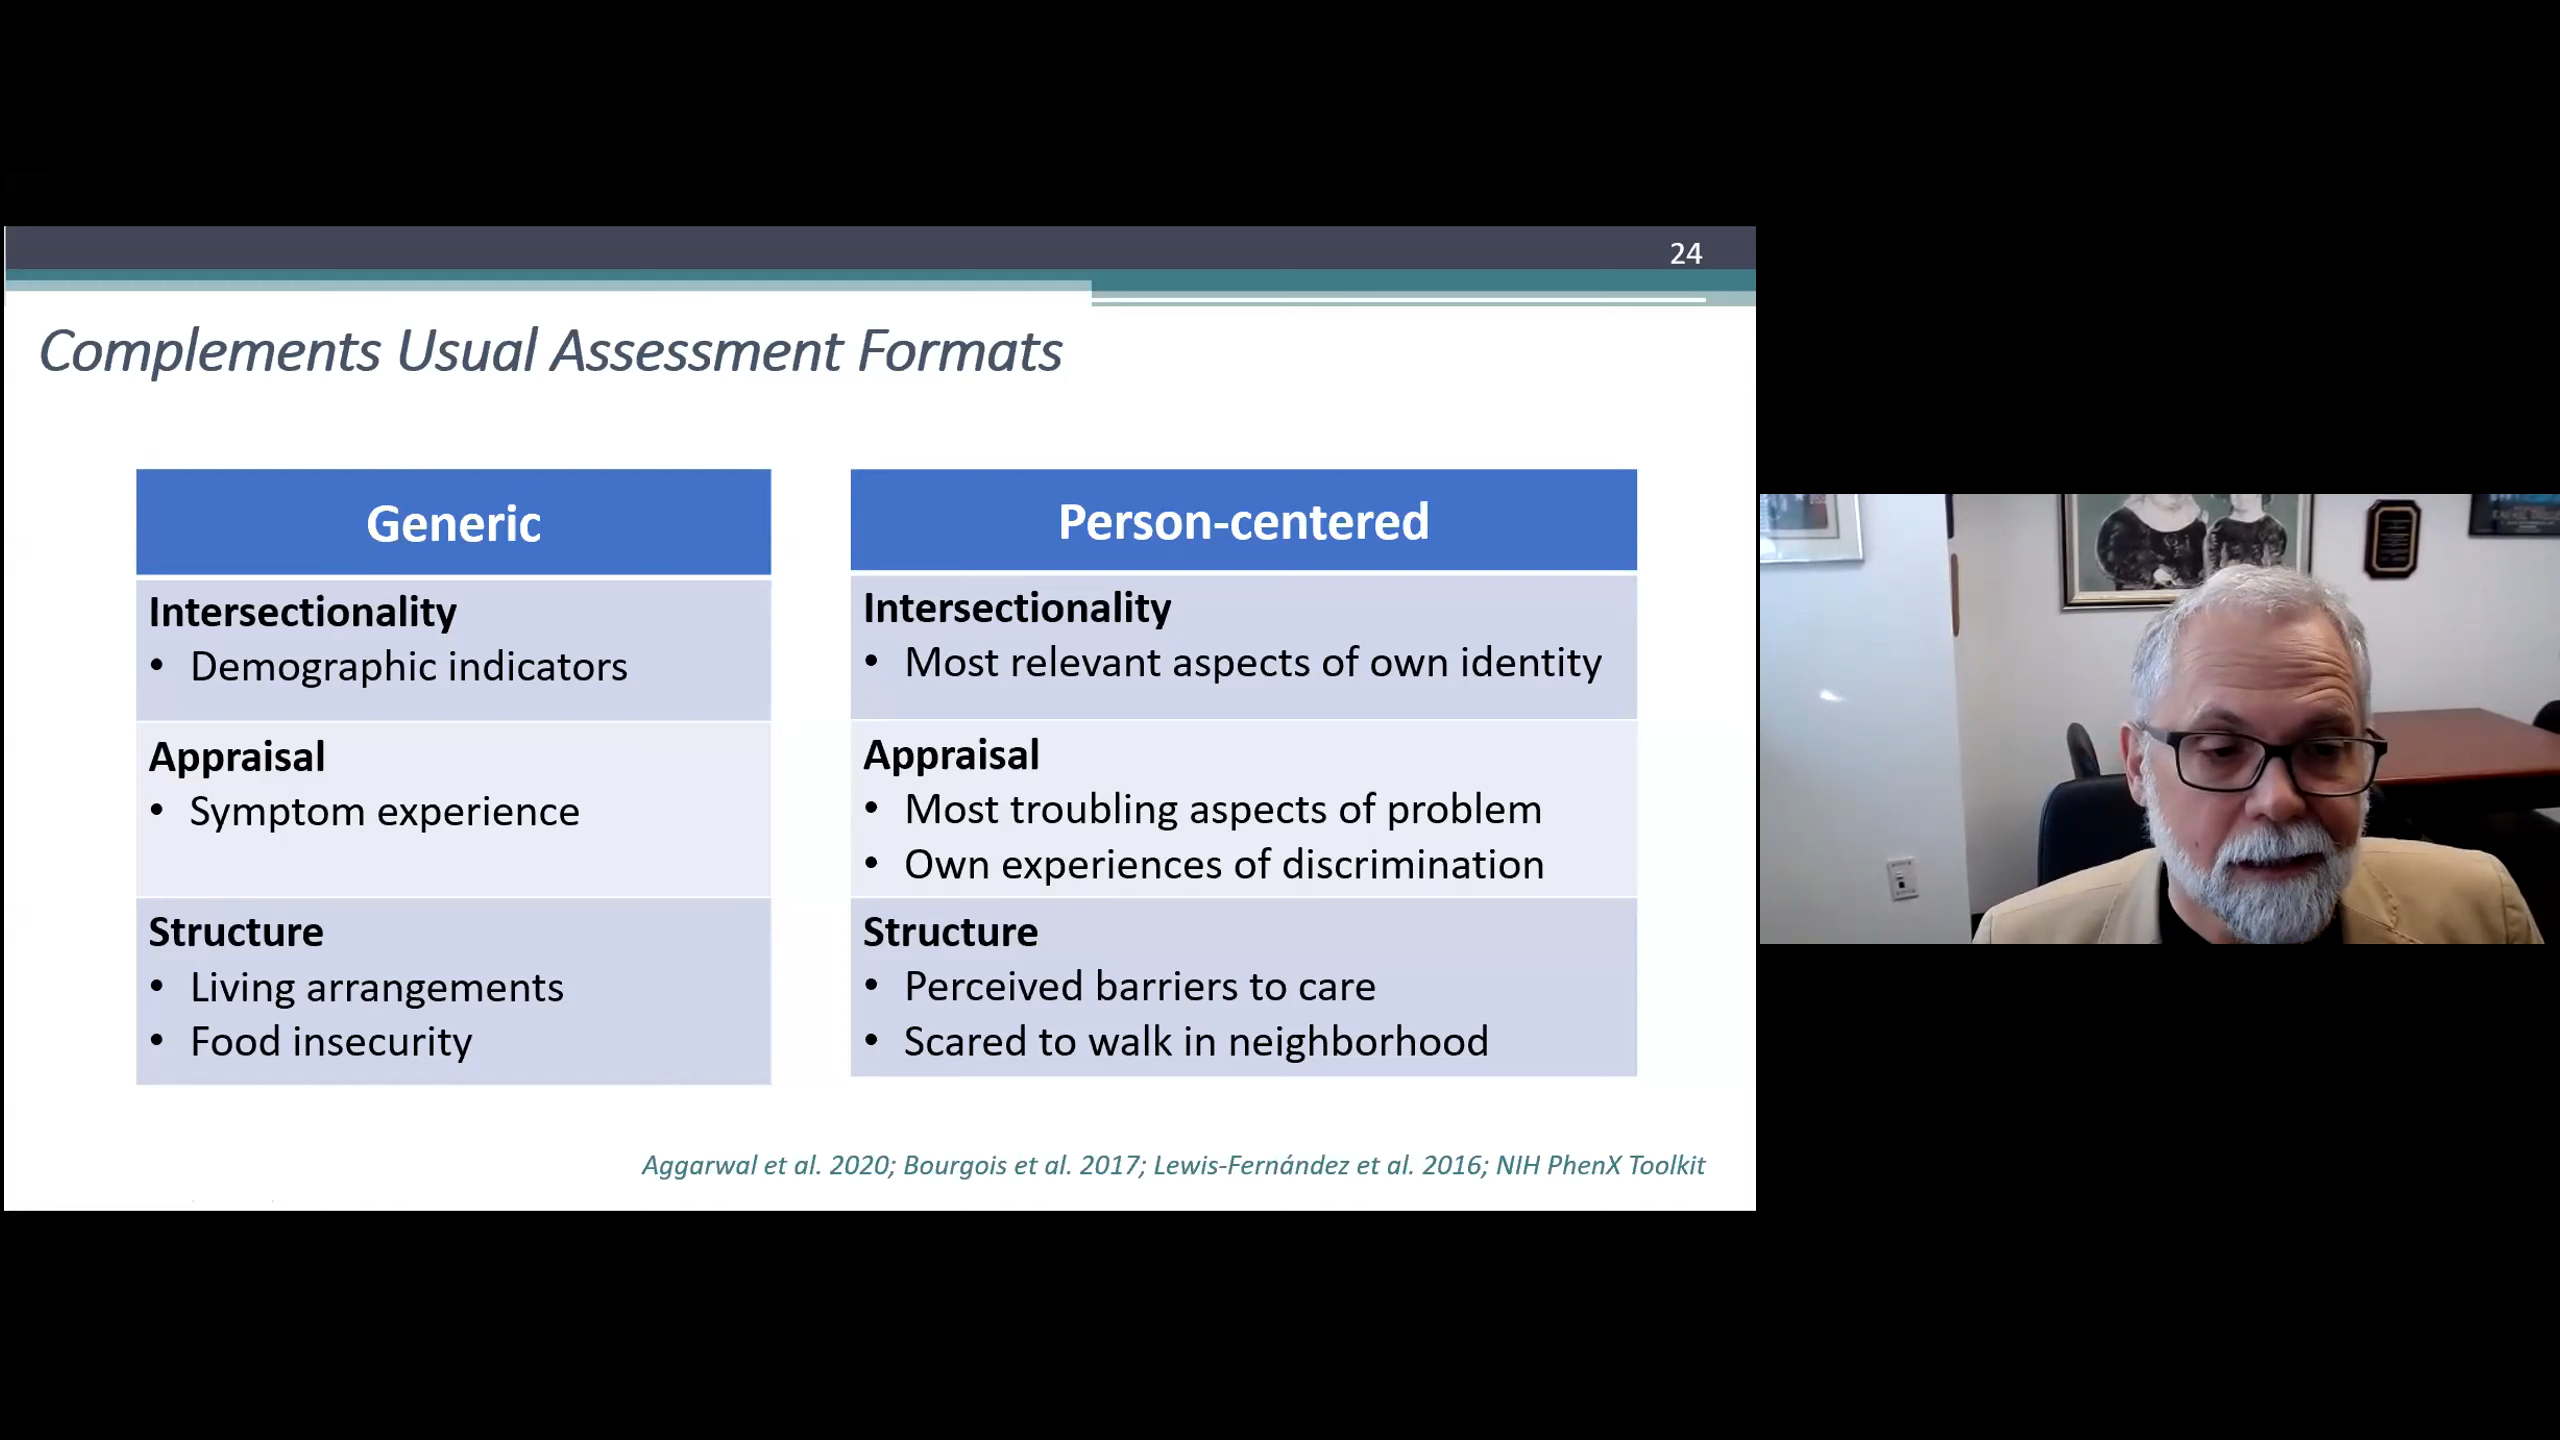 24
Complements Usual Assessment Formats
Generic
Intersectionality
• Demographic indicators
Appraisal
• Symptom experience
Structure
• Living arrangements
• Food insecurity
Person-centered
Intersectionality
• Most relevant aspects of own identity
Appraisal
• Most troubling aspects of problem
• Own experiences of discrimination
Structure
• Perceived barriers to care
• Scared to walk in neighborhood
Aggarwal et al. 2020; Bourgois et al. 2017; Lewis-Fernández et al. 2016; NIH PhenX Toolkit